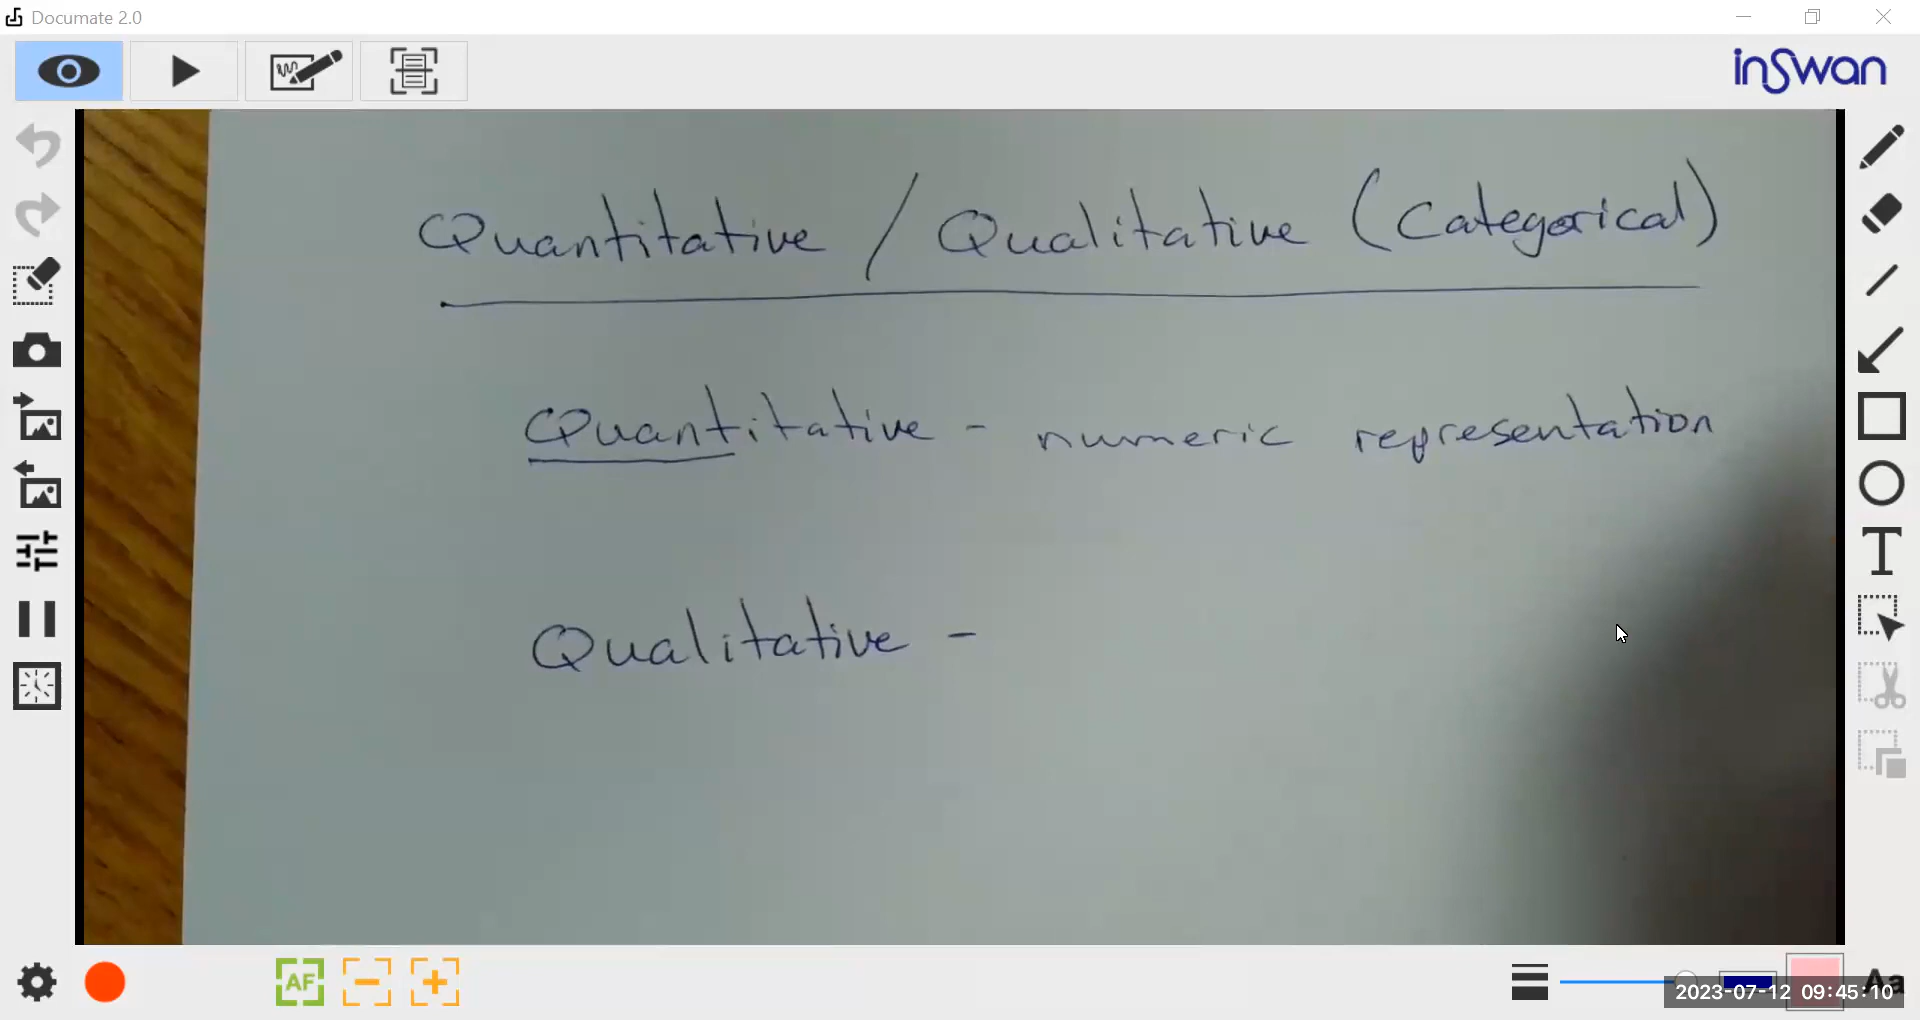 Documate 2.0
inSwan
Quantitative / Qualitative (Categorical)
Quantitative - numeric representation
Qualitative -
T
AF
Aa
2023-07-12 09:45:10